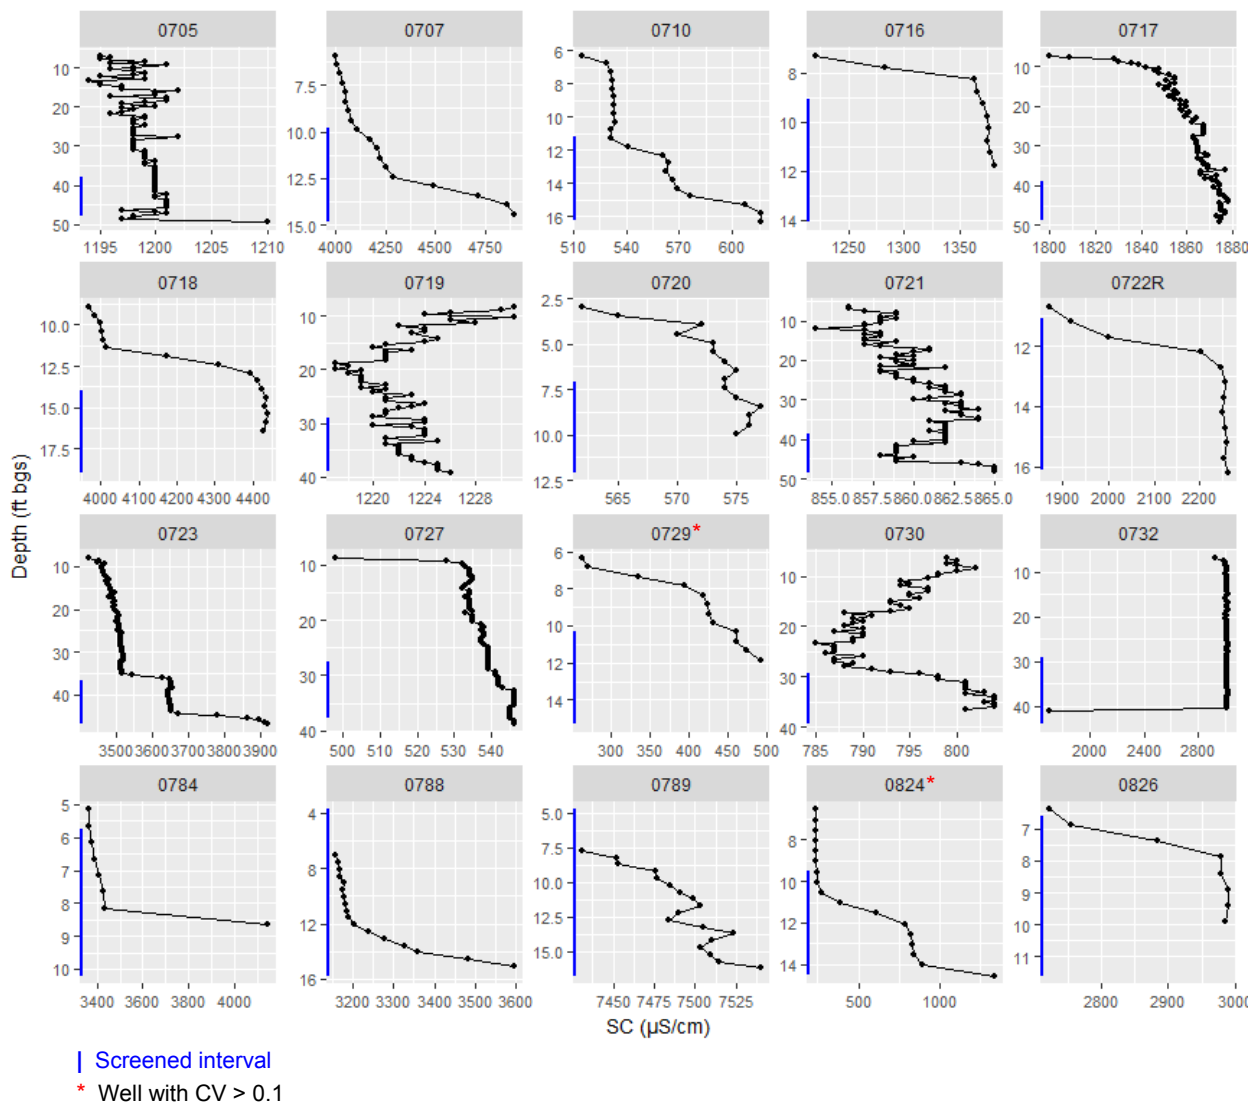 0705 0707 0710 0716 0717
10 20 30 40 50
1195 1200 1205 1210
7.5 10.0 12.5 15.0
4000 4250 4500 4750
6 8 10 12 14 16
510 540 570 600
8 10 12 14
1250 1300 1350
10 20 30 40 50
1800 1820 1840 1860 1880
0718 0719 0720 0721 0722R
10.0 12.5 15.0 17.5
4000 4100 4200 4300 4400
10 20 30 40
1220 1224 1228
2.5 5.0 7.5 10.0 12.5
565 570 575
10 20 30 40 50
855.0 857.5 860.0 862.5 865.0
12 14 16
1900 2000 2100 2200
Depth (ft bgs)
0723 0727 0729* 0730 0732
10 20 30 40
3500 3600 3700 3800 3900
10 20 30 40
500 510 520 530 540
6 8 10 12 14
300 350 400 450 500
10 20 30 40
785 790 795 800
10 20 30 40
2000 2400 2800
0784 0788 0789 0824* 0826
5 6 7 8 9 10
3400 3600 3800 4000
4 8 12 16
3200 3300 3400 3500 3600
5.0 7.5 10.0 12.5 15.0
7450 7475 7500 7525
8 10 12 14
500 1000
7 8 9 10 11
2800 2900 3000
SC (µS/cm)
| Screened interval
* Well with CV > 0.1